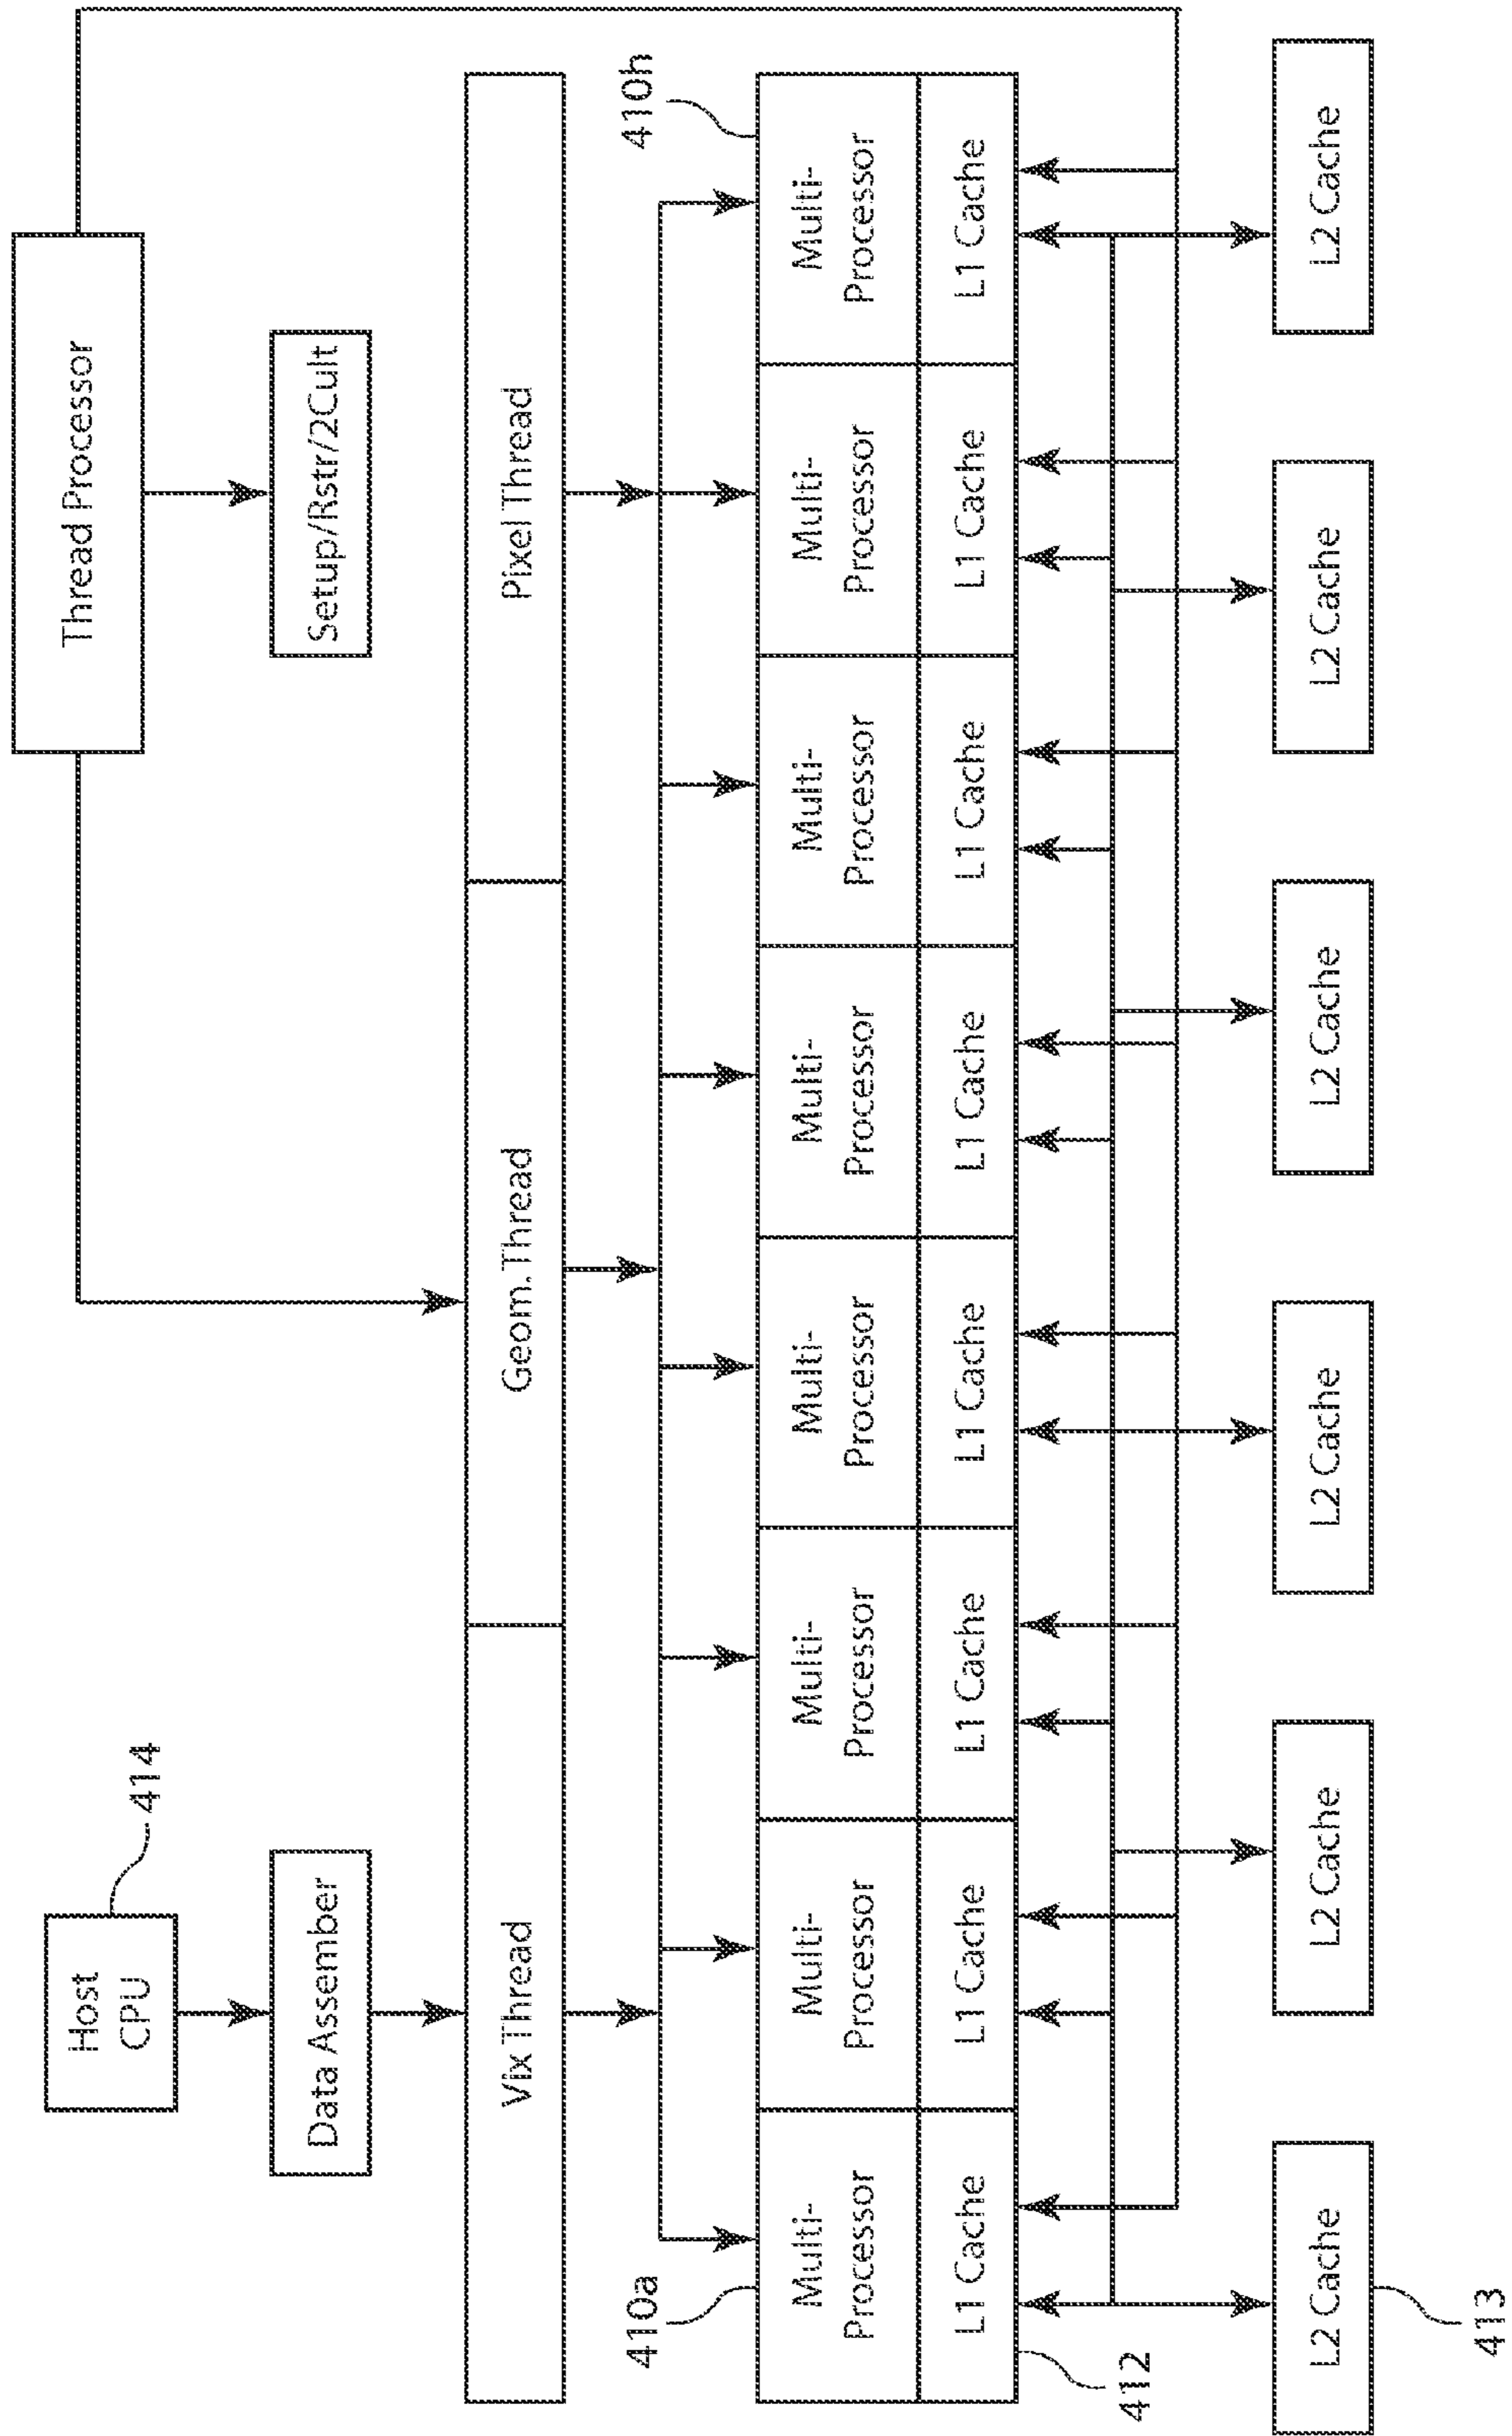 Host
CPU
414
Thread Processor
Data Assember
Setup/Rstr/2Cult
Vix Thread
Geom. Thread
Pixel Thread
410a
410h
Multi-
Processor
Multi-
Processor
Multi-
Processor
Multi-
Processor
Multi-
Processor
Multi-
Processor
Multi-
Processor
Multi-
Processor
L1 Cache
L1 Cache
L1 Cache
L1 Cache
L1 Cache
L1 Cache
L1 Cache
L1 Cache
412
L2 Cache
L2 Cache
L2 Cache
L2 Cache
L2 Cache
L2 Cache
413